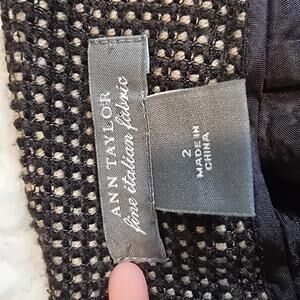 ANN TAYLOR
fine italian fabric
2
MADE IN
CHINA